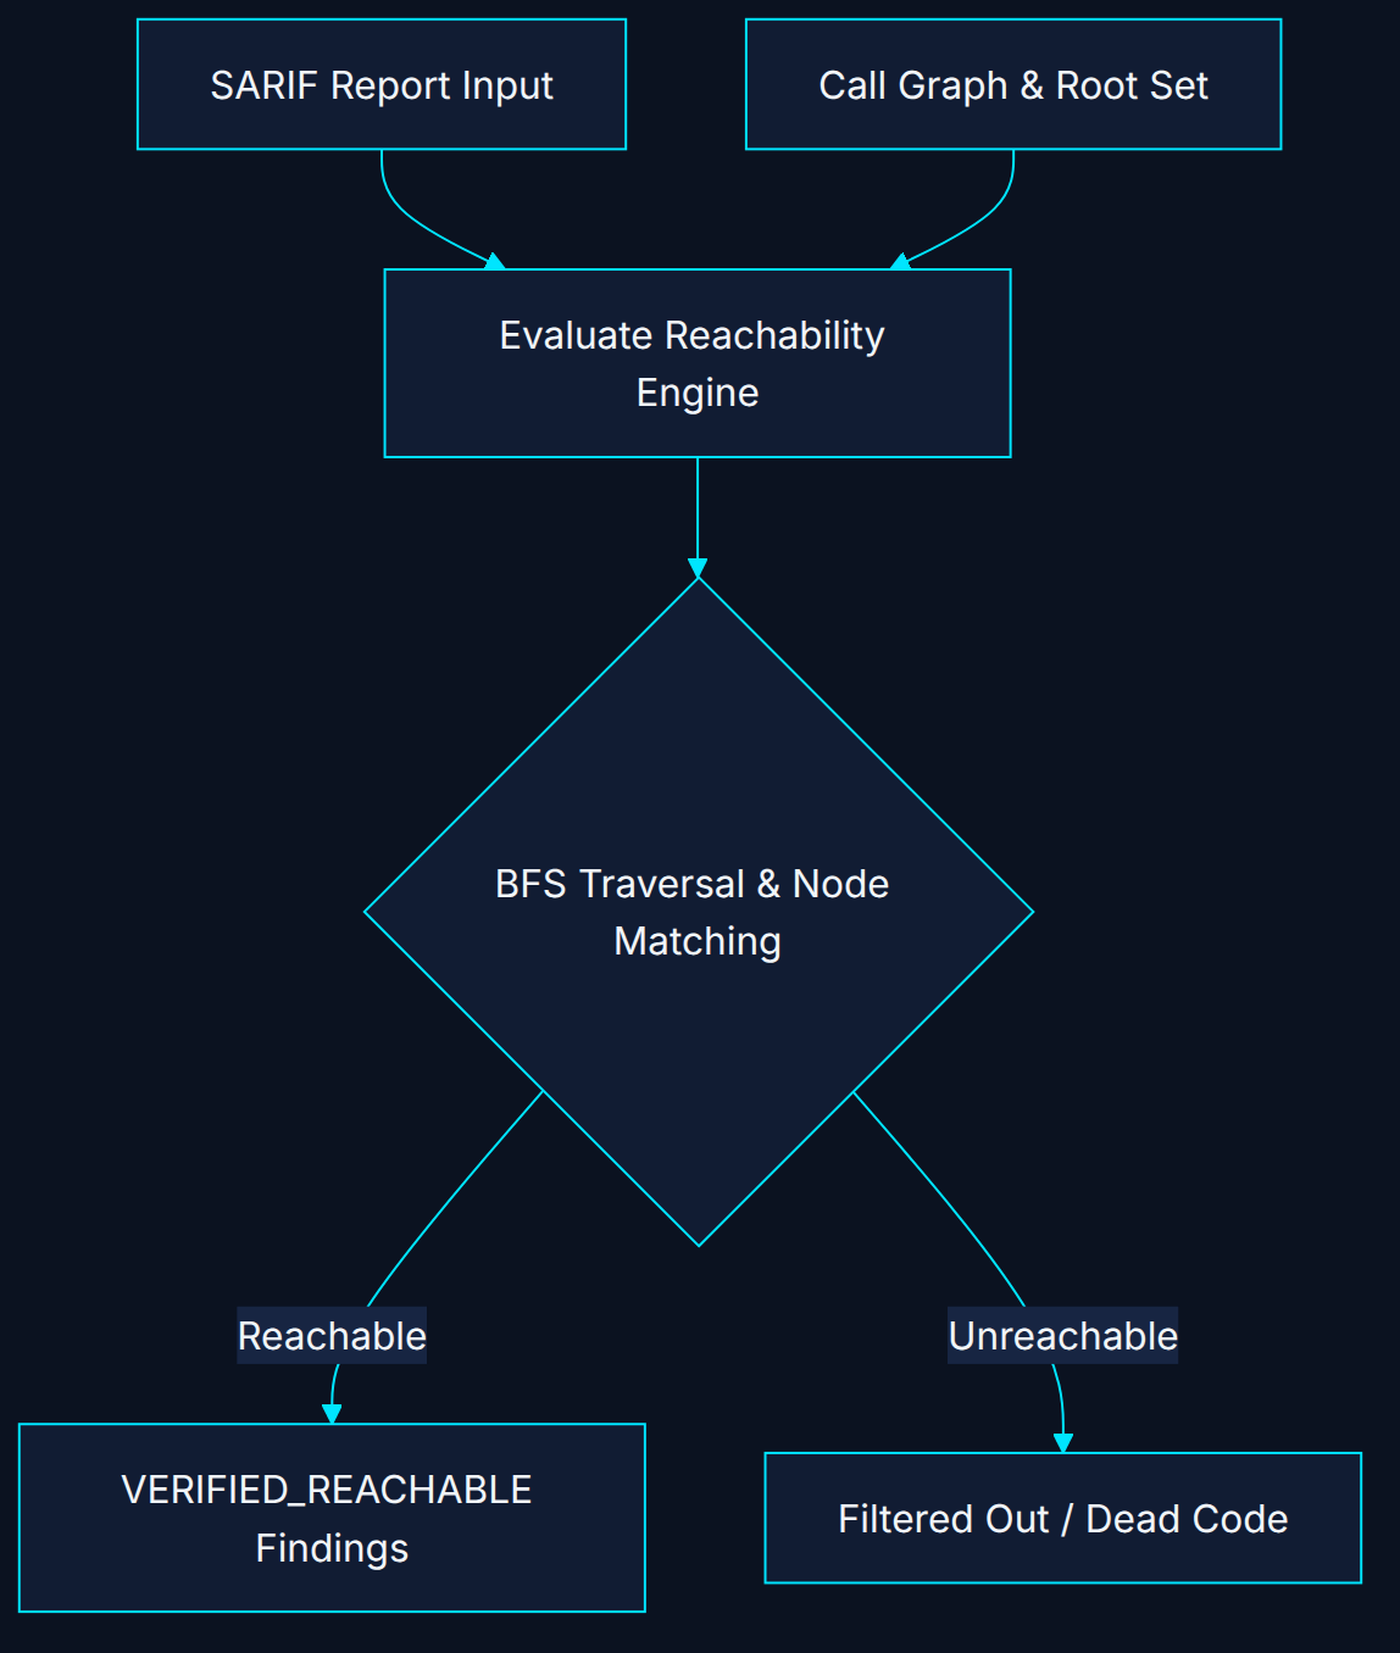 SARIF Report Input
Call Graph & Root Set
Evaluate Reachability
Engine
BFS Traversal & Node
Matching
Reachable
Unreachable
VERIFIED_REACHABLE
Findings
Filtered Out / Dead Code